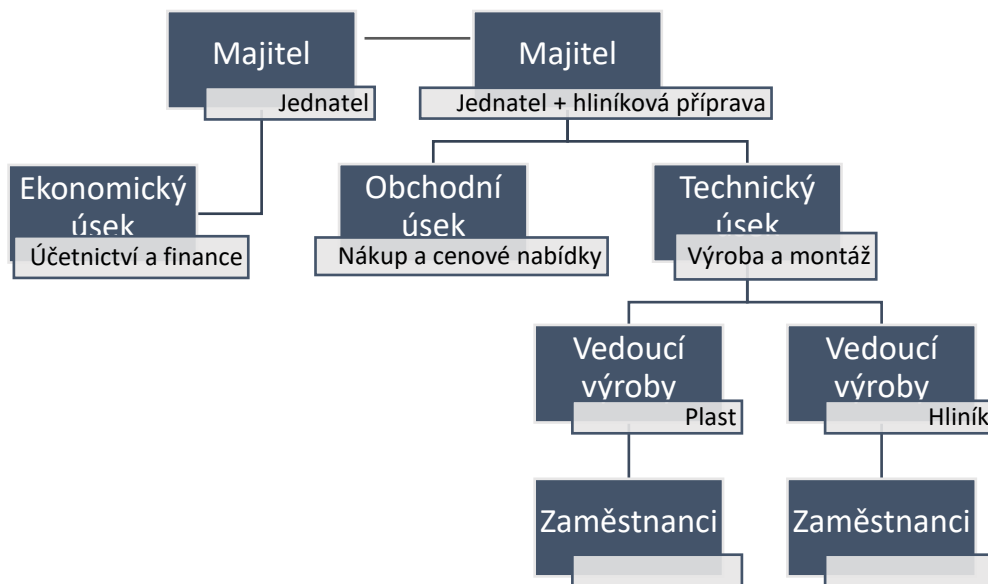 Majitel
Jednatel
Majitel
Jednatel + hliníková příprava
Ekonomický
úsek
Účetnictví a finance
Obchodní
úsek
Nákup a cenové nabídky
Technický
úsek
Výroba a montáž
Vedoucí
výroby
Plast
Vedoucí
výroby
Hliník
Zaměstnanci
Zaměstnanci